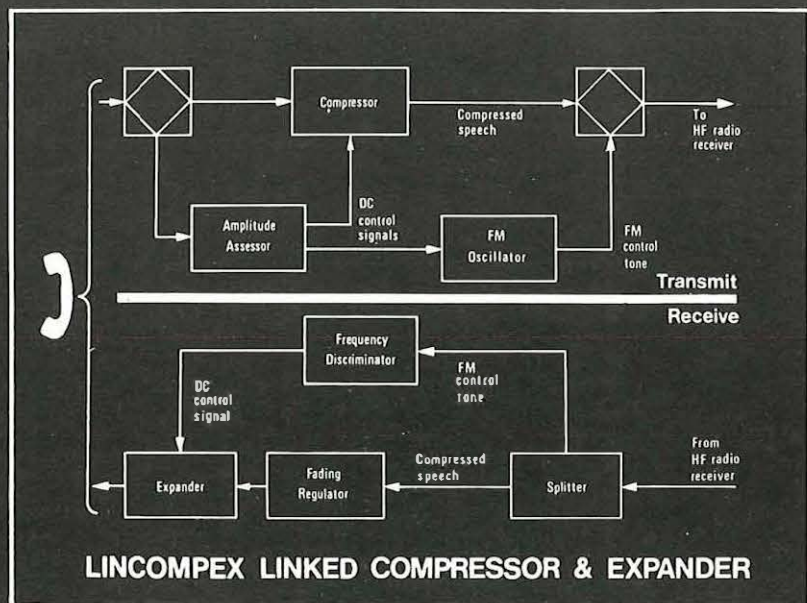 Compressor
Compressed
speech
To
HF radio
receiver
Amplitude
Assessor
DC
control
signals
FM
Oscillator
FM
control
tone
Transmit
Receive
Frequency
Discriminator
DC
control
signal
FM
control
tone
Expander
Fading
Regulator
Compressed
speech
Splitter
From
HF radio
receiver
LINCOMPEX LINKED COMPRESSOR & EXPANDER